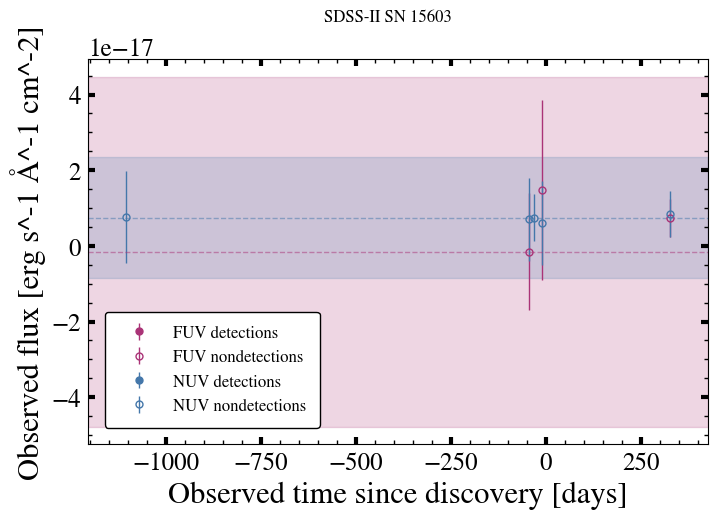 SDSS-II SN 15603
1e−17
Observed flux [erg s^-1 Å^-1 cm^-2]
4
2
0
−2
−4
FUV detections
FUV nondetections
NUV detections
NUV nondetections
−1000 −750 −500 −250 0 250
Observed time since discovery [days]